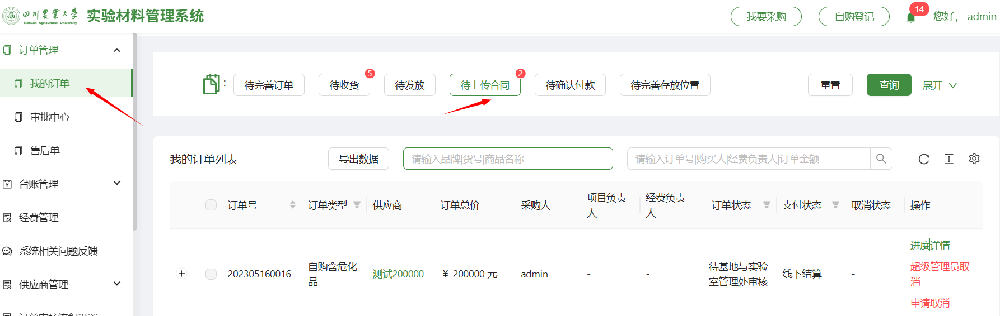 四川農業大学
Sichuan Agricultural University
实验材料管理系统
我要采购
自购登记
14
您好， admin
订单管理
我的订单
审批中心
售后单
台账管理
经费管理
系统相关问题反馈
供应商管理
：
待完善订单
待收货
5
待发放
待上传合同
2
待确认付款
待完善存放位置
重置
查询
展开
我的订单列表
导出数据
请输入品牌|货号|商品名称
请输入订单号|购买人|经费负责人|订单金额
订单号
订单类型
供应商
订单总价
采购人
项目负责
人
经费负责
人
订单状态
支付状态
取消状态
操作
202305160016
自购含危化
品
测试200000
¥ 200000 元
admin
-
-
待基地与实验
室管理处审核
线下结算
-
进度详情
超级管理员取
消
申请取消